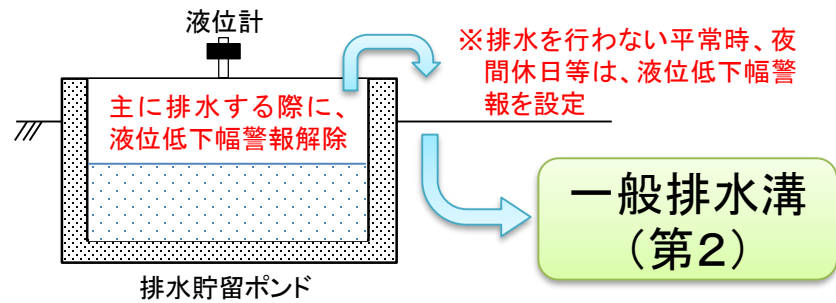 液位計
※排水を行わない平常時、夜
間休日等は、液位低下幅警
報を設定
主に排水する際に、
液位低下幅警報解除
一般排水溝
（第２）
排水貯留ポンド